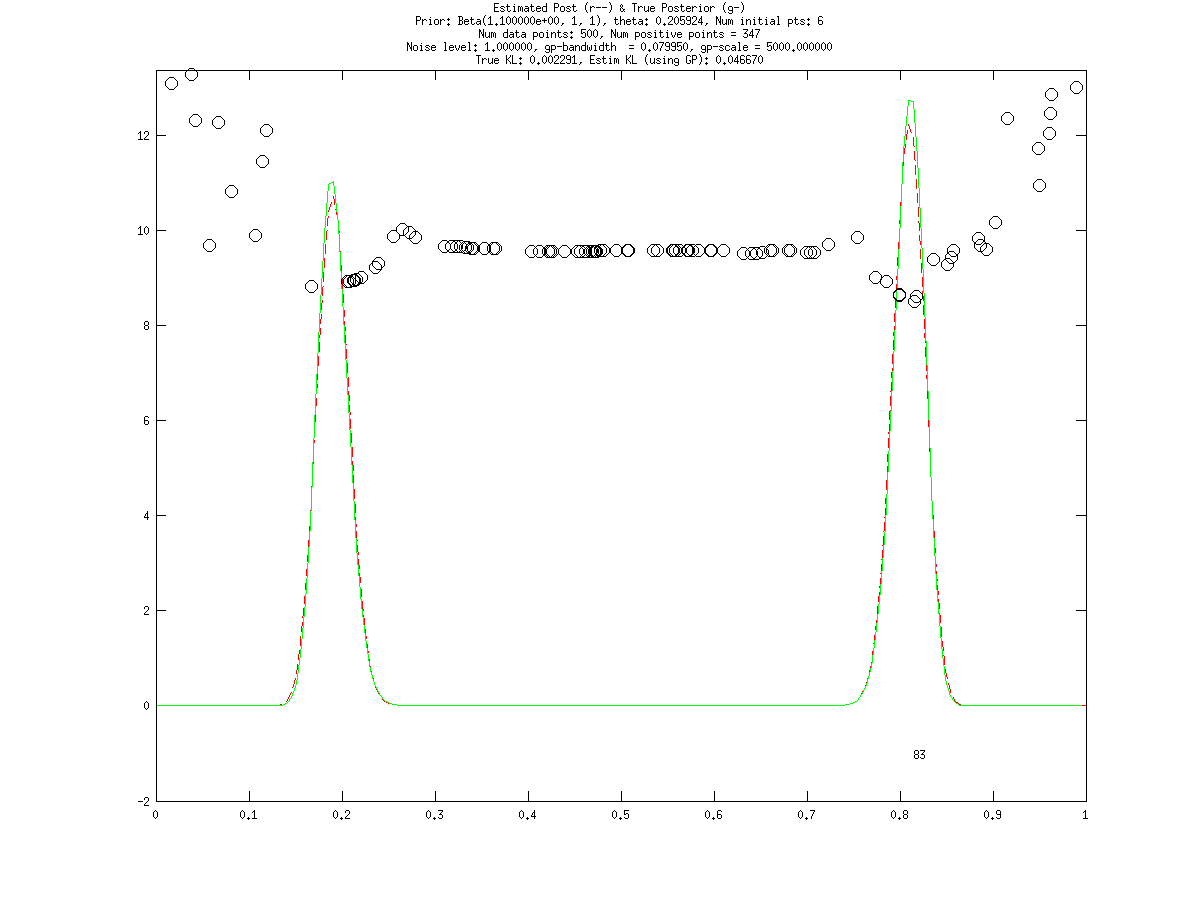 Estimated Post (r--) & True Posterior (g-)
Prior: Beta(1.100000e+00, 1, 1), theta: 0.205924, Num initial pts: 6
Num data points: 500, Num positive points = 347
Noise level: 1.000000, gp-bandwidth  = 0.079950, gp-scale = 5000.000000
True KL: 0.002291, Estim KL (using GP): 0.046670
12
10
8
6
4
2
0
83
-2
0 0.1 0.2 0.3 0.4 0.5 0.6 0.7 0.8 0.9 1